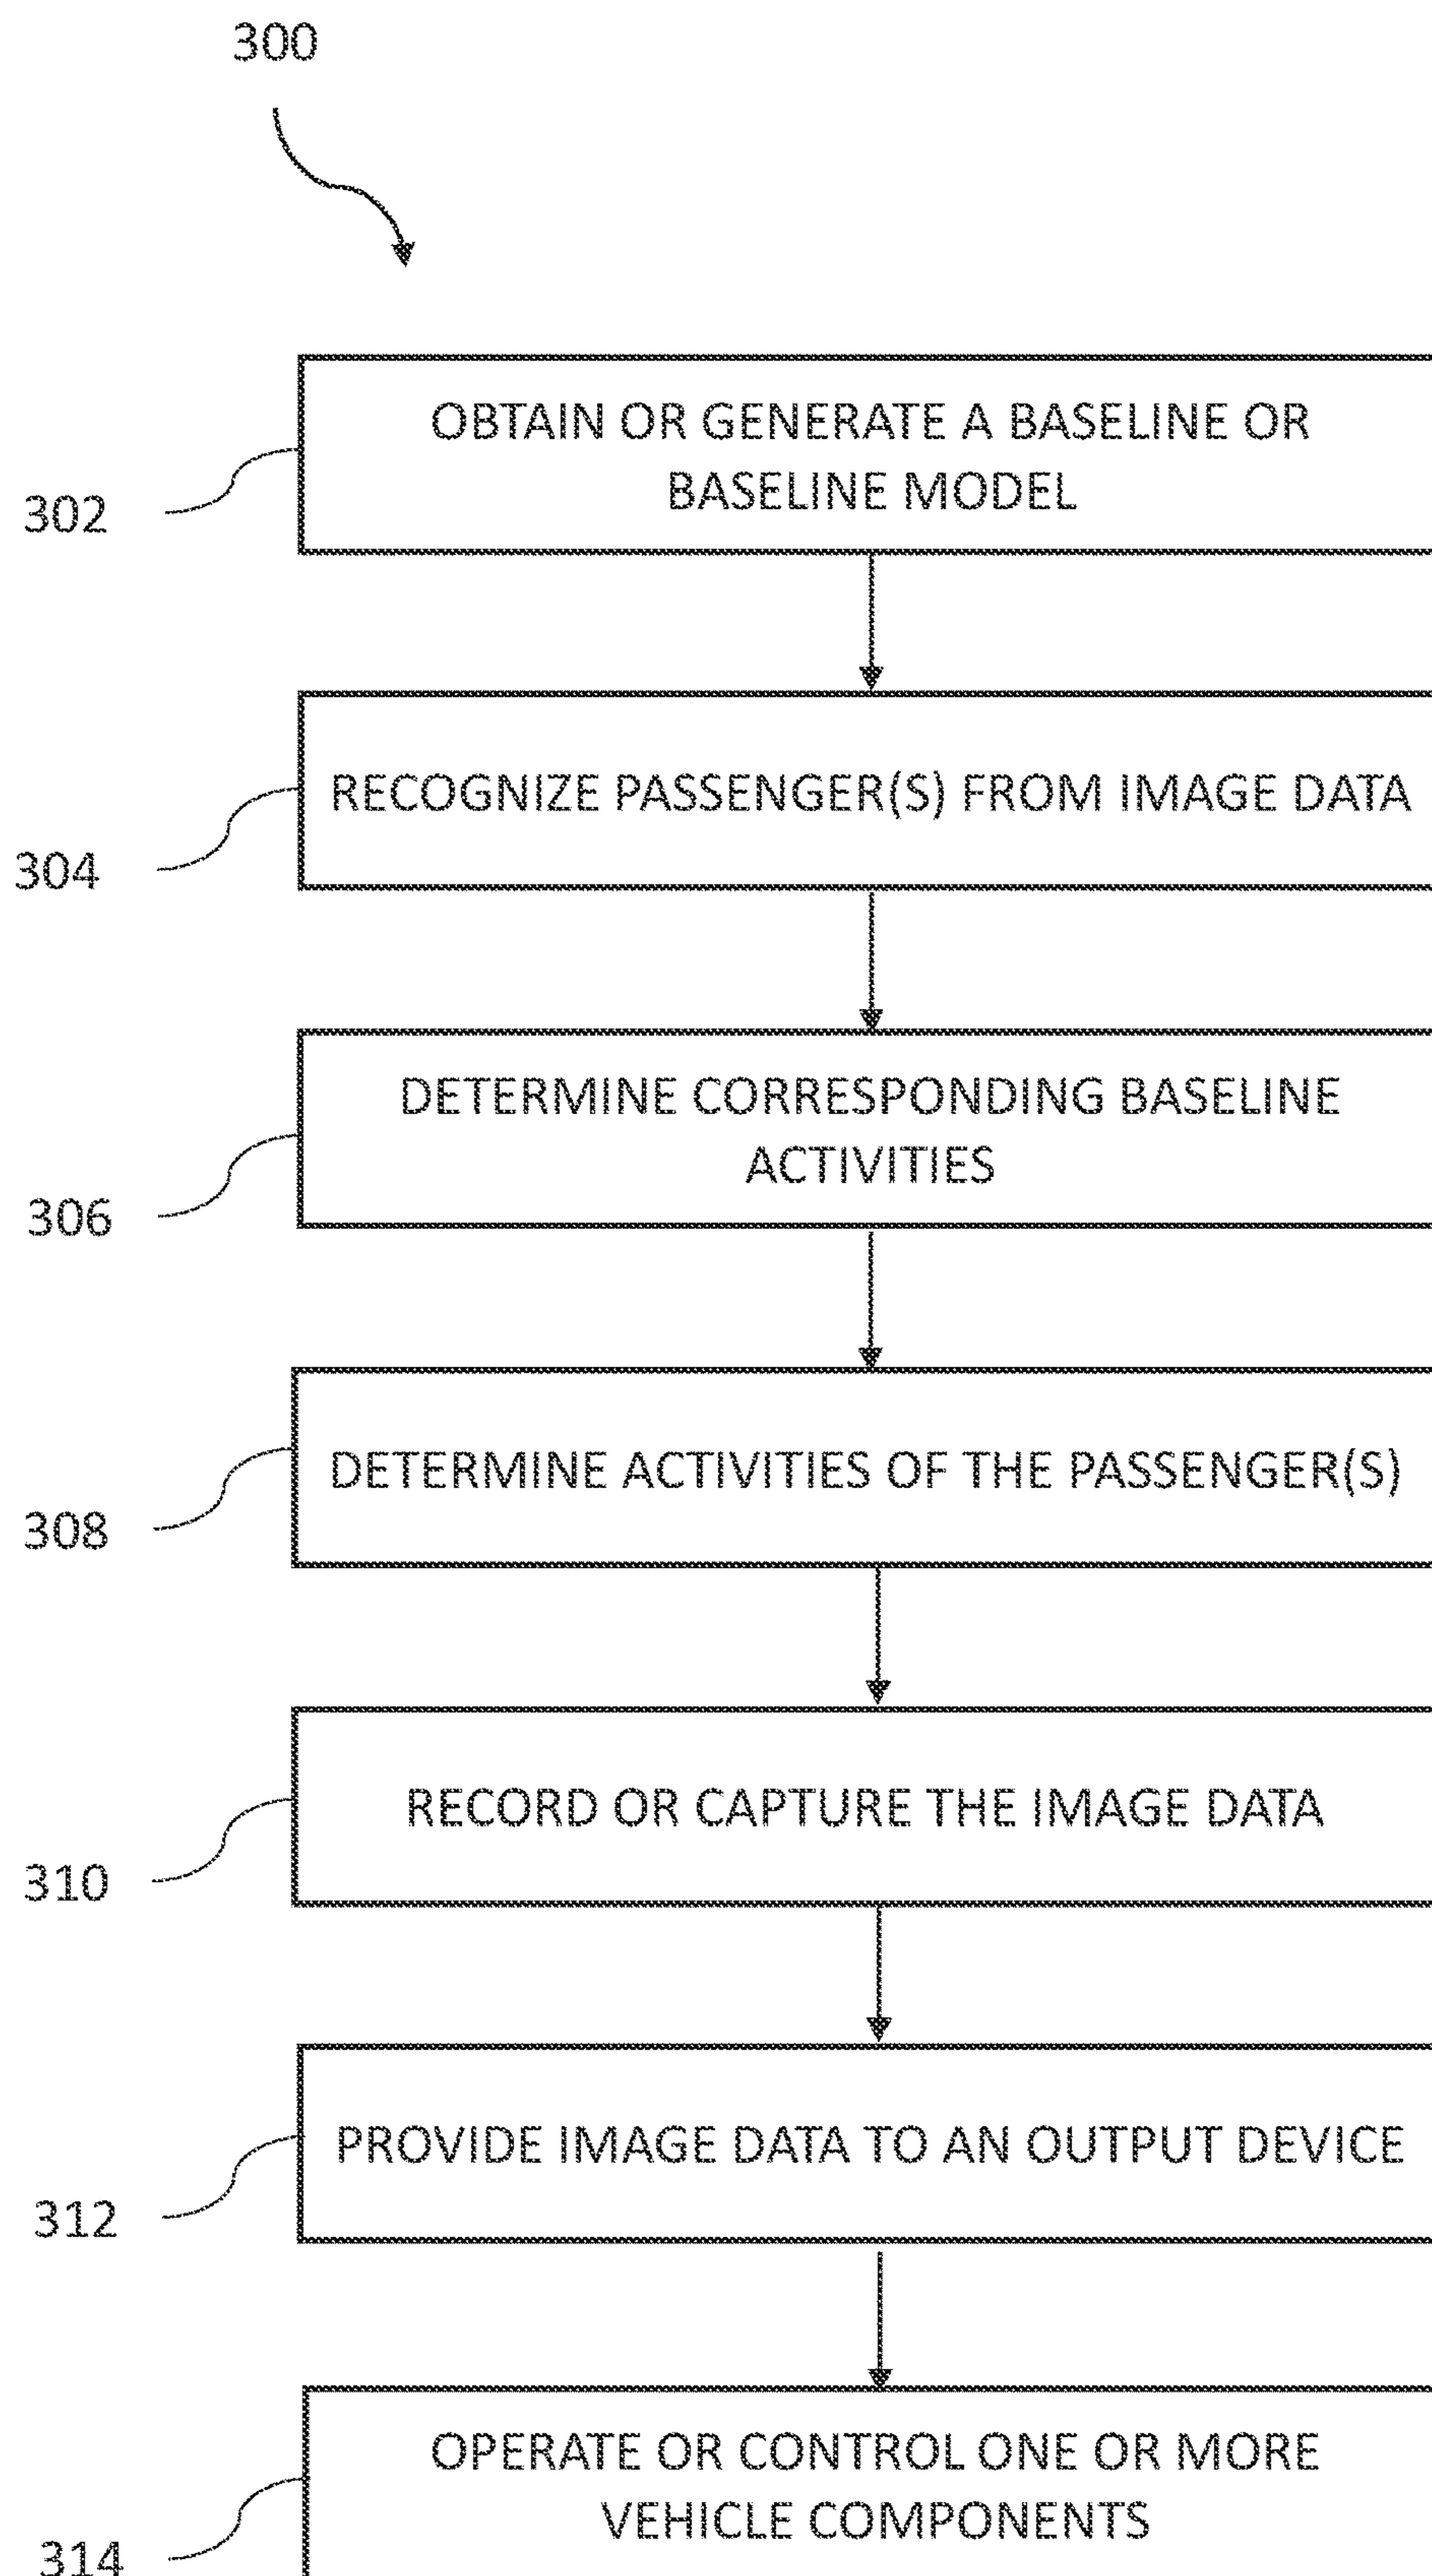 300
OBTAIN OR GENERATE A BASELINE OR
BASELINE MODEL
302
RECOGNIZE PASSENGER(S) FROM IMAGE DATA
304
DETERMINE CORRESPONDING BASELINE
ACTIVITIES
306
DETERMINE ACTIVITIES OF THE PASSENGER(S)
308
RECORD OR CAPTURE THE IMAGE DATA
310
PROVIDE IMAGE DATA TO AN OUTPUT DEVICE
312
OPERATE OR CONTROL ONE OR MORE
VEHICLE COMPONENTS
314